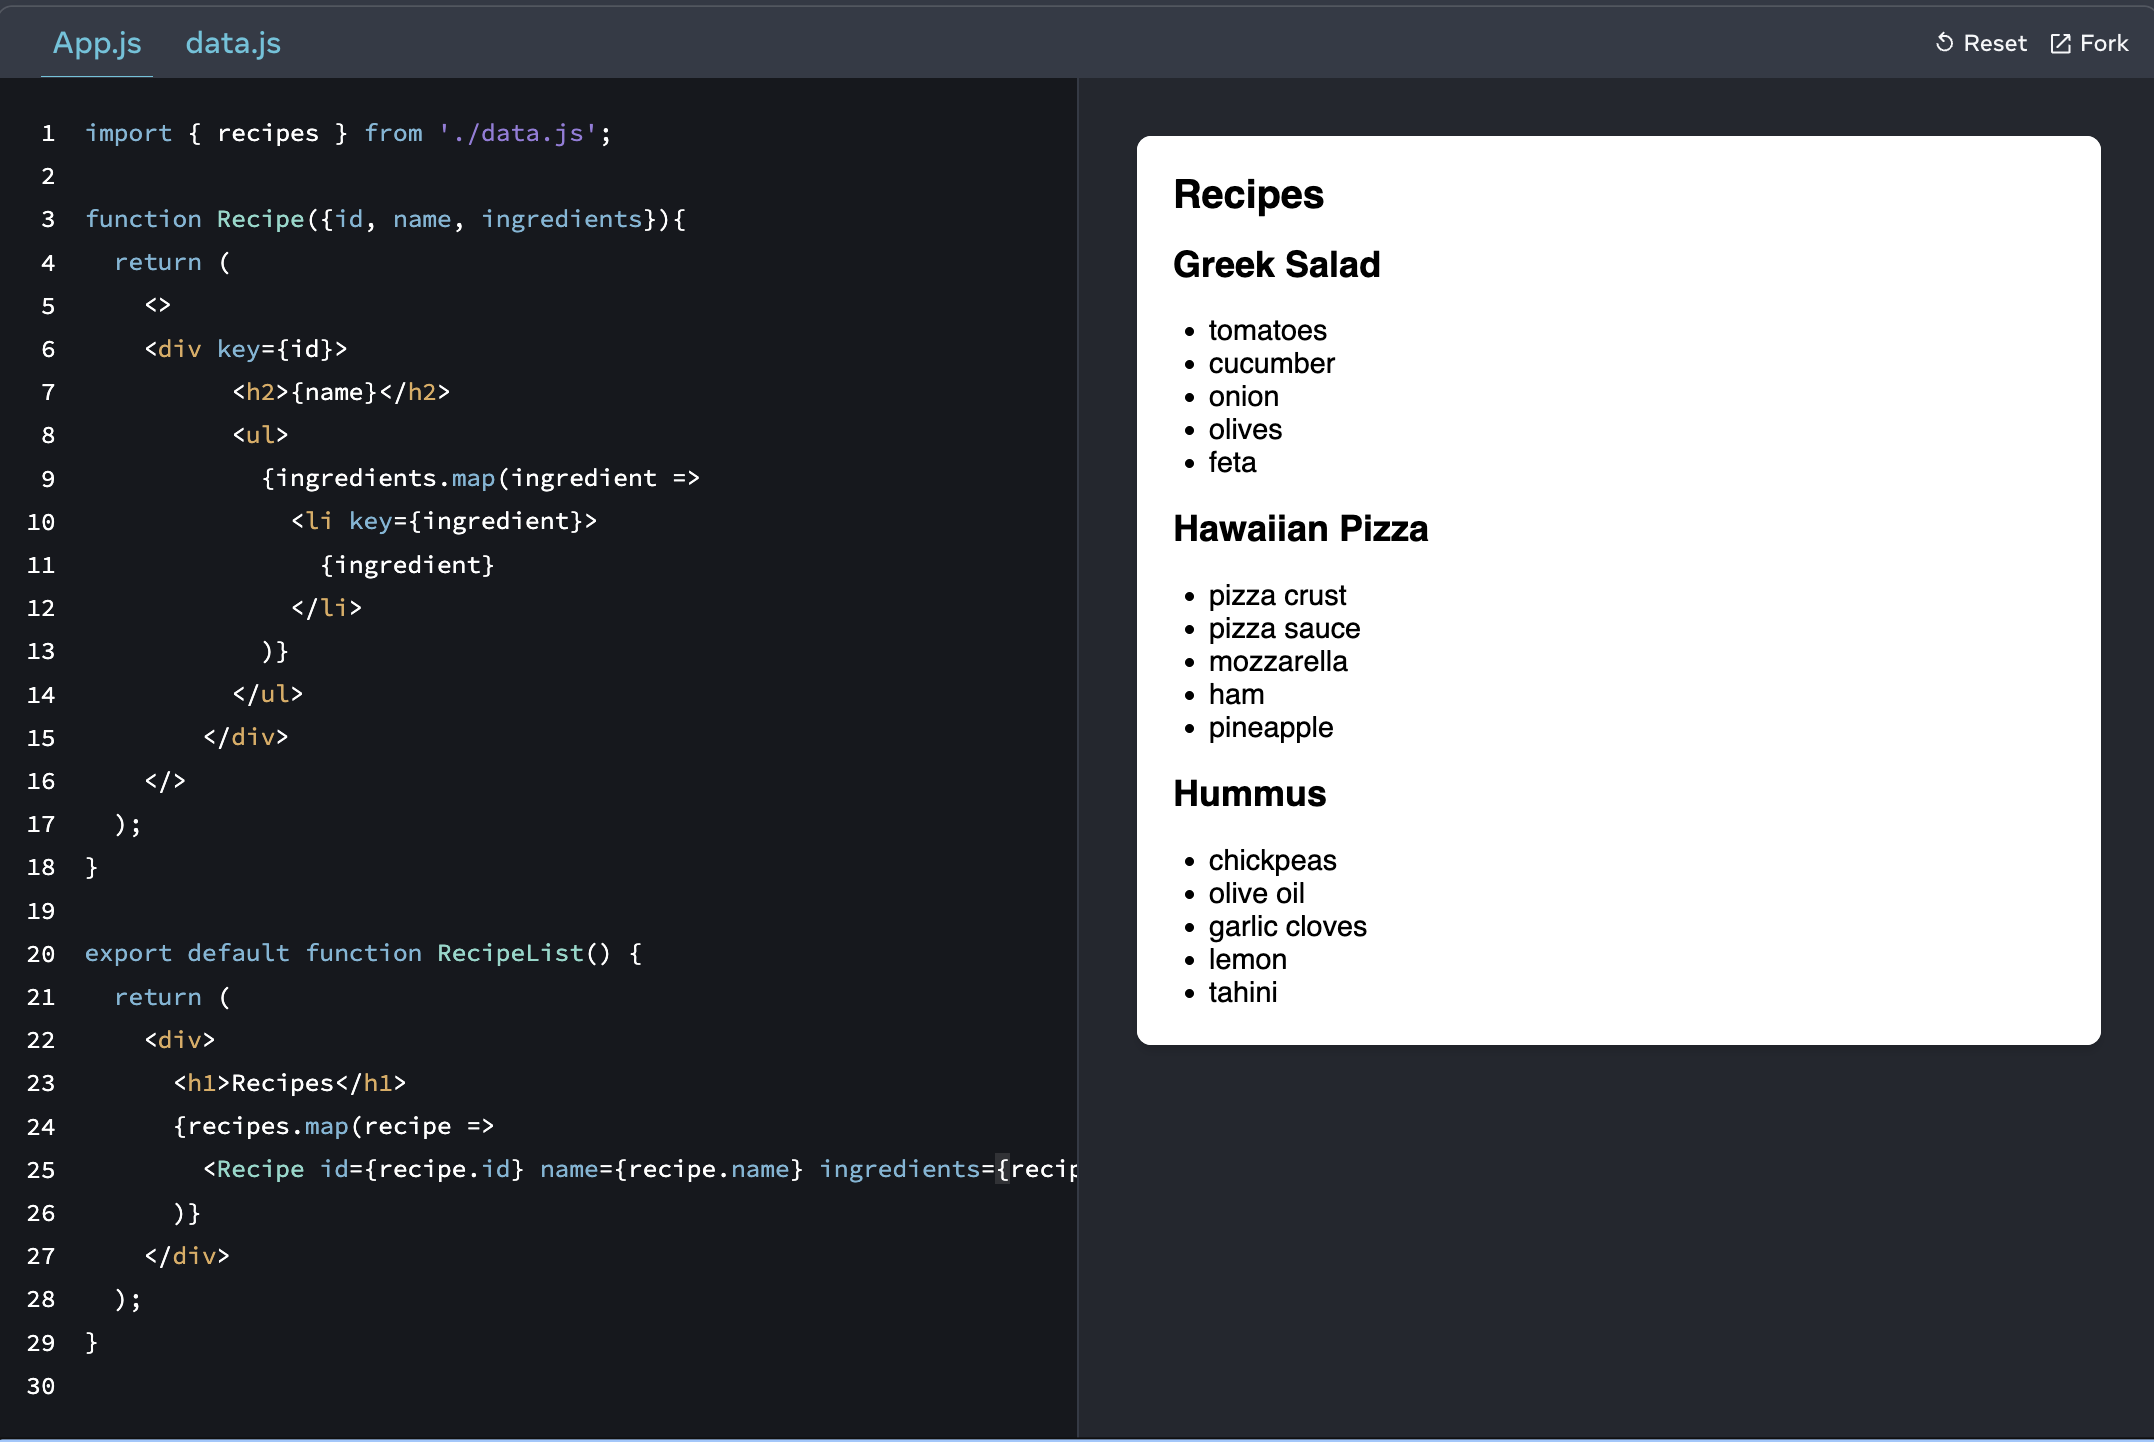 App.js data.js Reset Fork
1 import { recipes } from './data.js';
2
3 function Recipe({id, name, ingredients}){
4   return (
5     <>
6     <div key={id}>
7           <h2>{name}</h2>
8           <ul>
9             {ingredients.map(ingredient =>
10               <li key={ingredient}>
11                 {ingredient}
12               </li>
13             )}
14           </ul>
15         </div>
16     </>
17   );
18 }
19
20 export default function RecipeList() {
21   return (
22     <div>
23       <h1>Recipes</h1>
24       {recipes.map(recipe =>
25         <Recipe id={recipe.id} name={recipe.name} ingredients={recip
26       )}
27     </div>
28   );
29 }
30
Recipes
Greek Salad
• tomatoes
• cucumber
• onion
• olives
• feta
Hawaiian Pizza
• pizza crust
• pizza sauce
• mozzarella
• ham
• pineapple
Hummus
• chickpeas
• olive oil
• garlic cloves
• lemon
• tahini